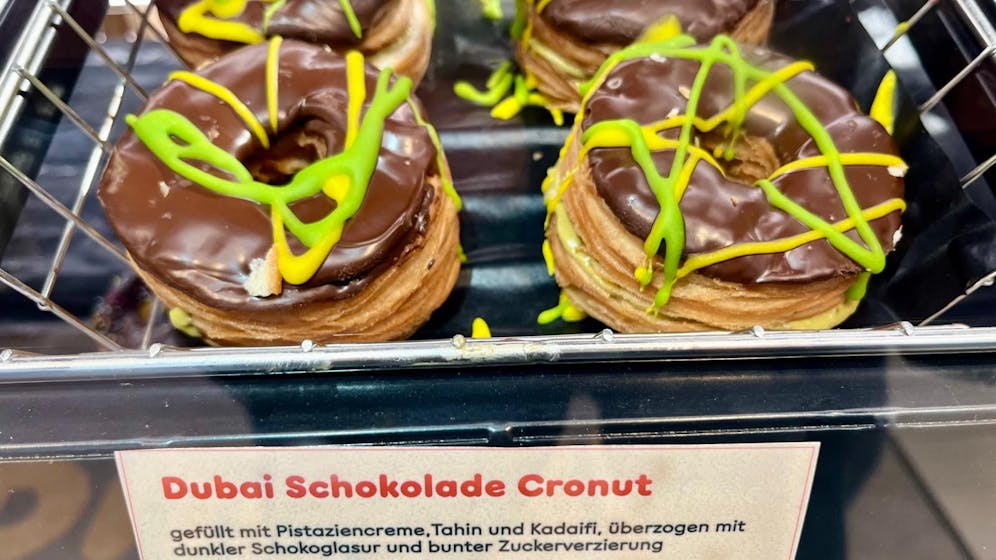 Dubai Schokolade Cronut
gefüllt mit Pistaziencreme,Tahin und Kadaifi, überzogen mit
dunkler Schokoglasur und bunter Zuckerverzierung